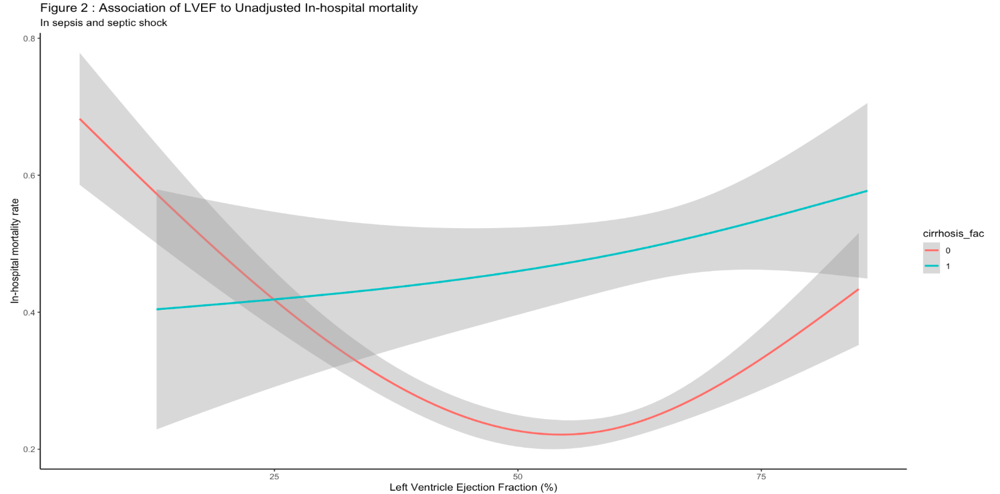 Figure 2 : Association of LVEF to Unadjusted In-hospital mortality
In sepsis and septic shock
0.8
0.6
0.4
0.2
In-hospital mortality rate
25
50
75
Left Ventricle Ejection Fraction (%)
cirrhosis_fac
0
1